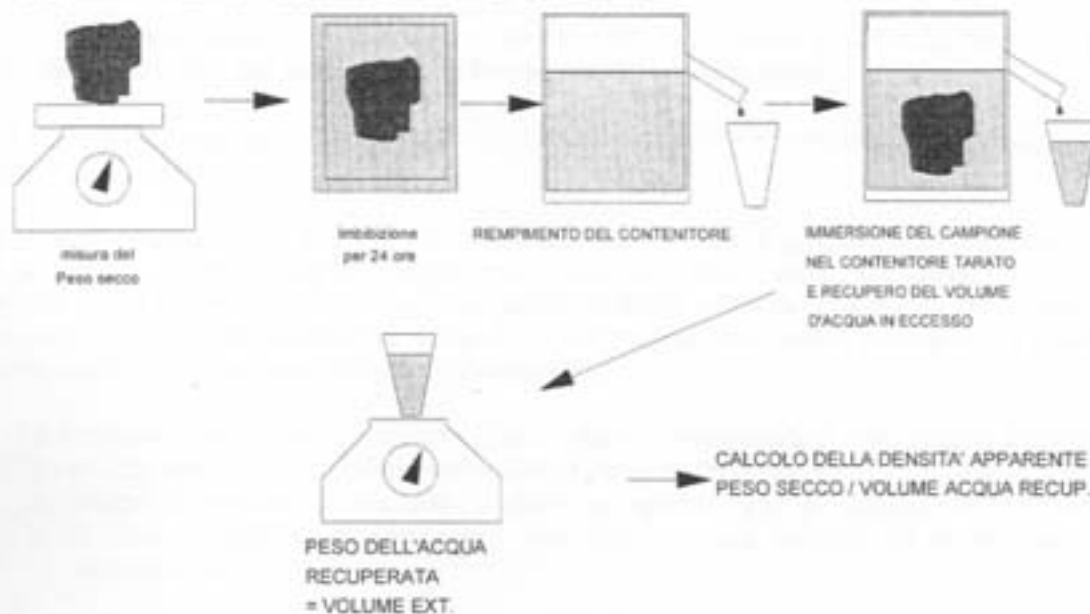 misura del
Peso secco
Imbibizione
per 24 ore
RIEMPIMENTO DEL CONTENITORE
IMMERSIONE DEL CAMPIONE
NEL CONTENITORE TARATO
E RECUPERO DEL VOLUME
D'ACQUA IN ECCESSO
PESO DELL'ACQUA
RECUPERATA
= VOLUME EXT.
CALCOLO DELLA DENSITA' APPARENTE
PESO SECCO / VOLUME ACQUA RECUP.